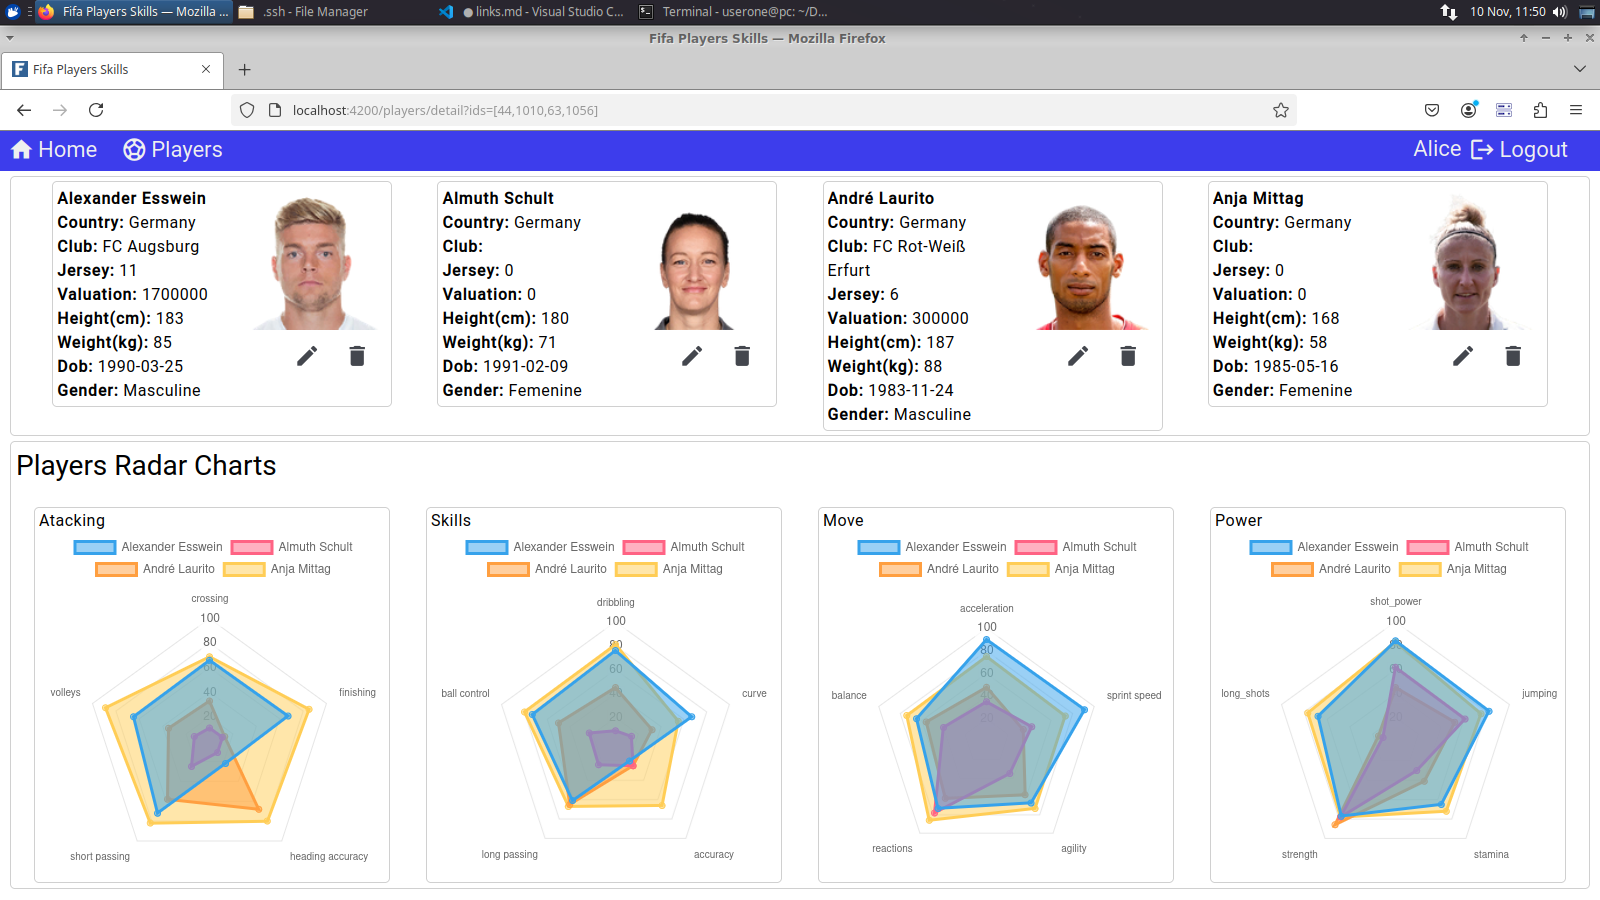 Fifa Players Skills — Mozilla ...
.ssh - File Manager
● links.md - Visual Studio C...
Terminal - userone@pc: ~/D...
10 Nov, 11:50
Fifa Players Skills — Mozilla Firefox
Fifa Players Skills
localhost:4200/players/detail?ids=[44,1010,63,1056]
Home
Players
Alice
Logout
Alexander Esswein
Country: Germany
Club: FC Augsburg
Jersey: 11
Valuation: 1700000
Height(cm): 183
Weight(kg): 85
Dob: 1990-03-25
Gender: Masculine
Almuth Schult
Country: Germany
Club:
Jersey: 0
Valuation: 0
Height(cm): 180
Weight(kg): 71
Dob: 1991-02-09
Gender: Femenine
André Laurito
Country: Germany
Club: FC Rot-Weiß
Erfurt
Jersey: 6
Valuation: 300000
Height(cm): 187
Weight(kg): 88
Dob: 1983-11-24
Gender: Masculine
Anja Mittag
Country: Germany
Club:
Jersey: 0
Valuation: 0
Height(cm): 168
Weight(kg): 58
Dob: 1985-05-16
Gender: Femenine
Players Radar Charts
Atacking
Alexander Esswein
Almuth Schult
André Laurito
Anja Mittag
crossing
100
80
60
40
20
volleys
finishing
short passing
heading accuracy
Skills
Alexander Esswein
Almuth Schult
André Laurito
Anja Mittag
dribbling
100
80
60
40
20
ball control
curve
long passing
accuracy
Move
Alexander Esswein
Almuth Schult
André Laurito
Anja Mittag
acceleration
100
80
60
40
20
balance
sprint speed
reactions
agility
Power
Alexander Esswein
Almuth Schult
André Laurito
Anja Mittag
shot_power
100
80
60
20
long_shots
jumping
strength
stamina